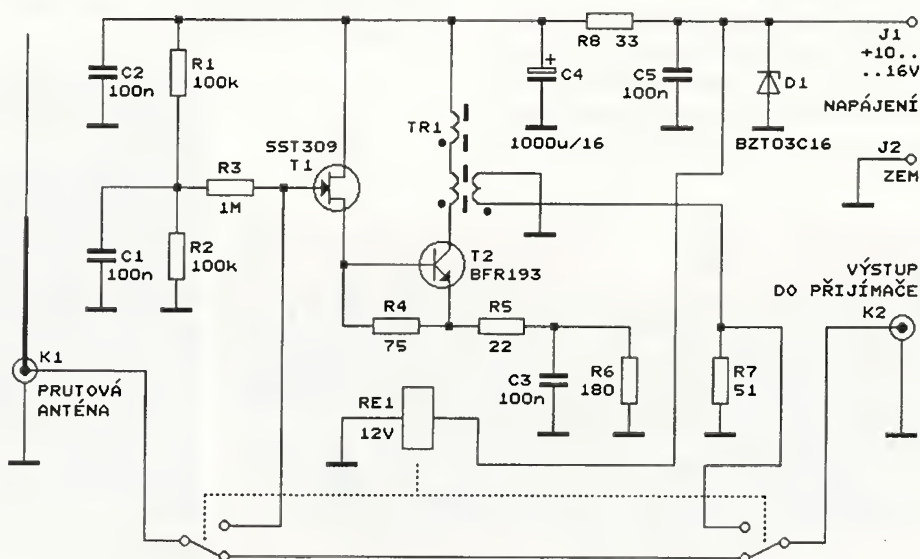 C2
100n
R1
100k
R3
1M
C1
100n
R2
100k
SST309
T1
TR1
+
C4
1000u/16
R8 33
C5
100n
D1
BZT03C16
J1
+10..
..16V
NAPÁJENÍ
J2
ZEM
T2
BFR193
R4
75
R5
22
C3
100n
R6
180
R7
51
VÝSTUP
DO PŘIJÍMAČE
K2
K1
PRUTOVÁ
ANTÉNA
RE1
12V